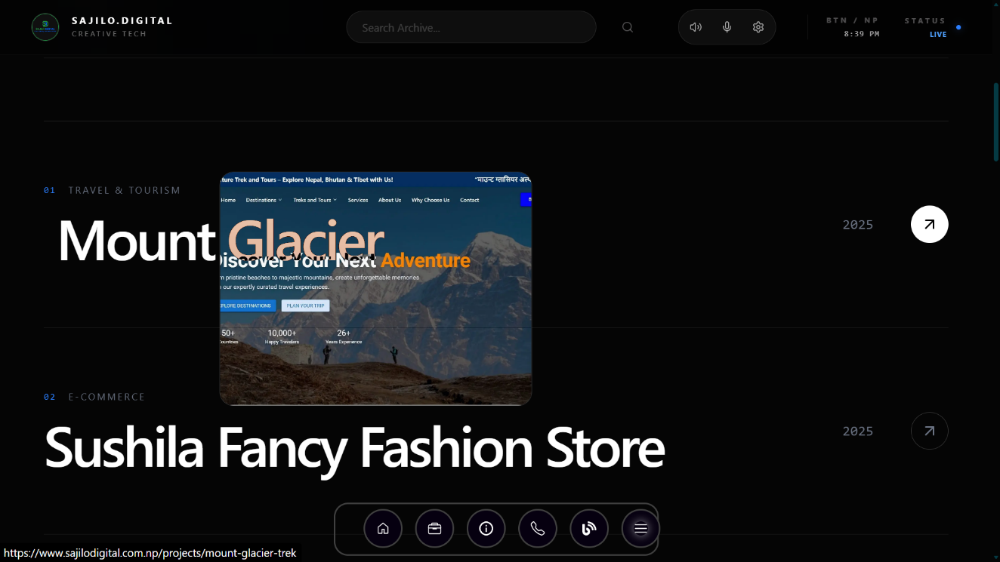 SAJILO.DIGITAL
CREATIVE TECH
Search Archive...
BTN / NP
8:39 PM
STATUS
LIVE
01 TRAVEL & TOURISM
Mount Glacier
2025
ture Trek and Tours – Explore Nepal, Bhutan & Tibet with Us!
"माउन्ट ग्लासियर
Home Destinations Treks and Tours Services About Us Why Choose Us Contact
Discover Your Next Adventure
m pristine beaches to majestic mountains, create unforgettable memories
our expertly curated travel experiences.
XPLORE DESTINATIONS
PLAN YOUR TRIP
50+ 10,000+ 26+
Countries Happy Travelers Years Experience
02 E-COMMERCE
Sushila Fancy Fashion Store
2025
https://www.sajilodigital.com.np/projects/mount-glacier-trek